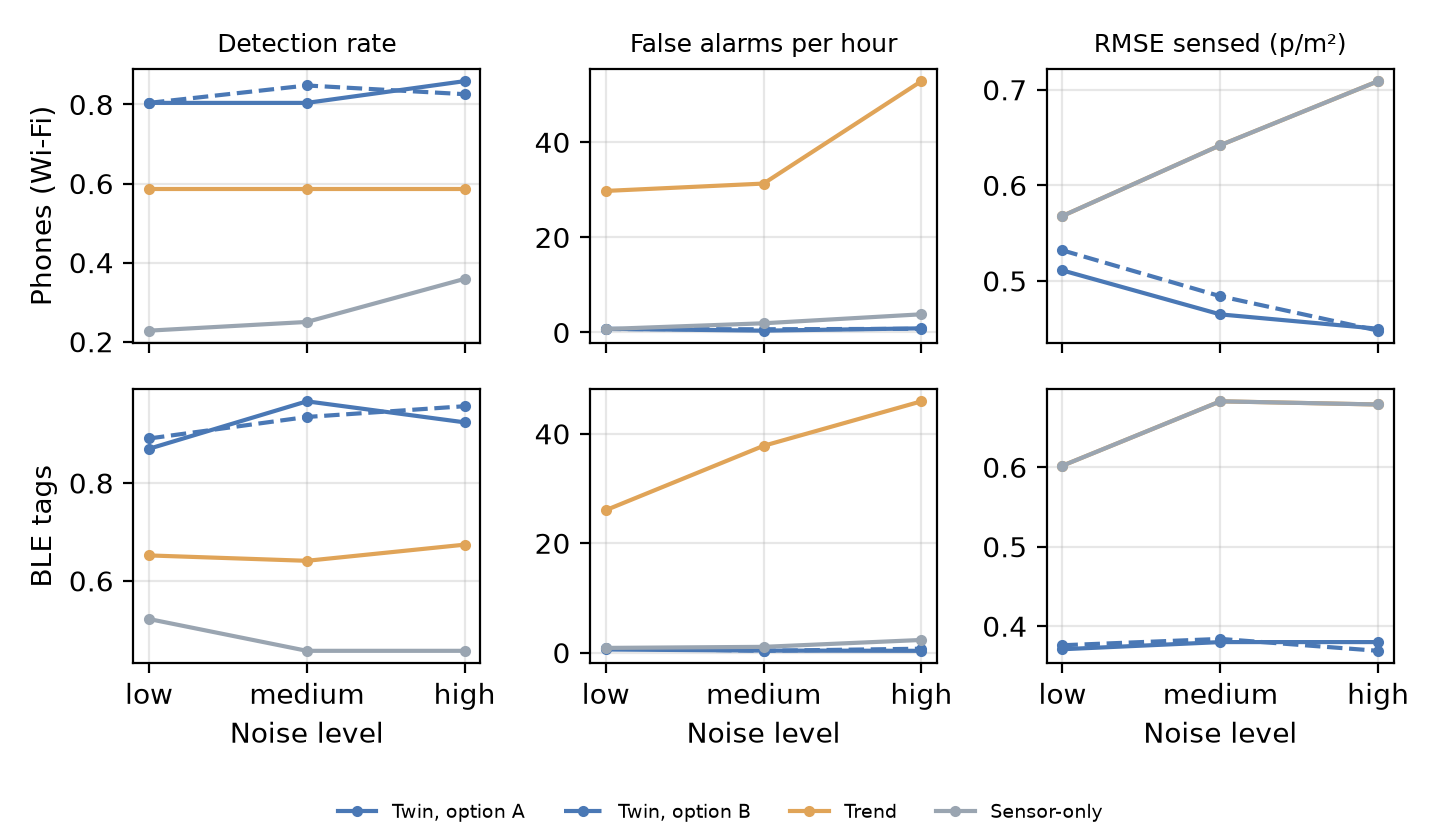 Detection rate
False alarms per hour
RMSE sensed (p/m²)
Phones (Wi-Fi)
0.8
0.6
0.4
0.2
40
20
0
0.7
0.6
0.5
BLE tags
0.8
0.6
40
20
0
0.6
0.5
0.4
low medium high
low medium high
low medium high
Noise level
Noise level
Noise level
Twin, option A
Twin, option B
Trend
Sensor-only